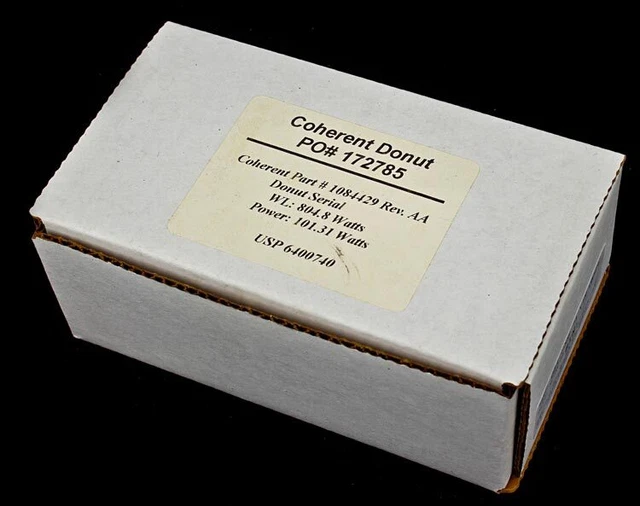 Coherent Donut
PO# 172785
Coherent Part # 1084429 Rev. AA
Donut Serial
WL: 804.8 Watts
Power: 101.31 Watts
USP 6400740